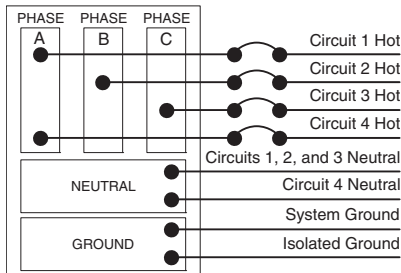 PHASE PHASE PHASE
A B C
Circuit 1 Hot
Circuit 2 Hot
Circuit 3 Hot
Circuit 4 Hot
Circuits 1, 2, and 3 Neutral
NEUTRAL
Circuit 4 Neutral
System Ground
GROUND
Isolated Ground